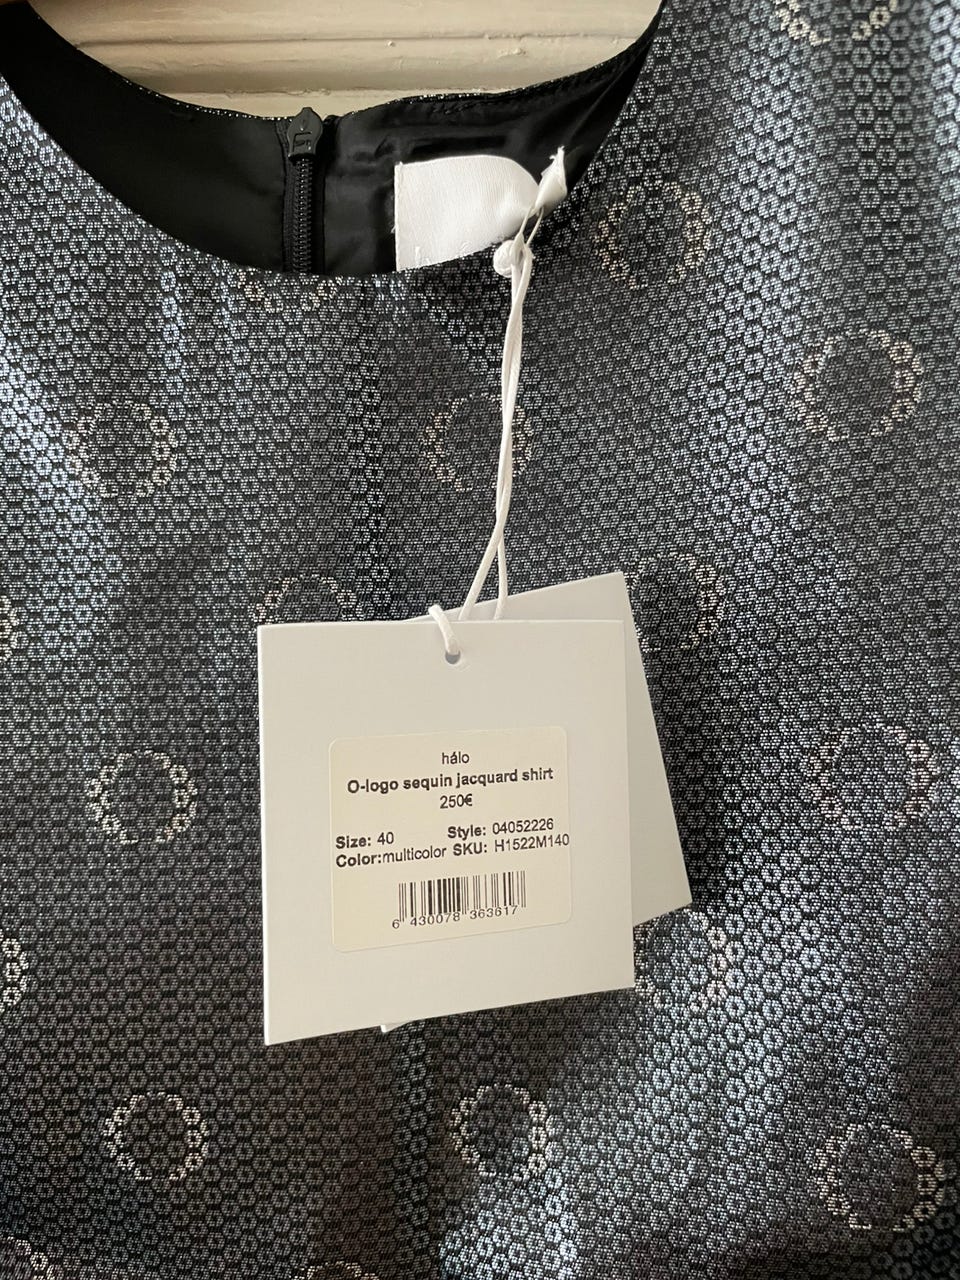 hálo
O-logo sequin jacquard shirt
250€
Size: 40 Style: 04052226
Color:multicolor SKU: H1522M140
6 430078 363617